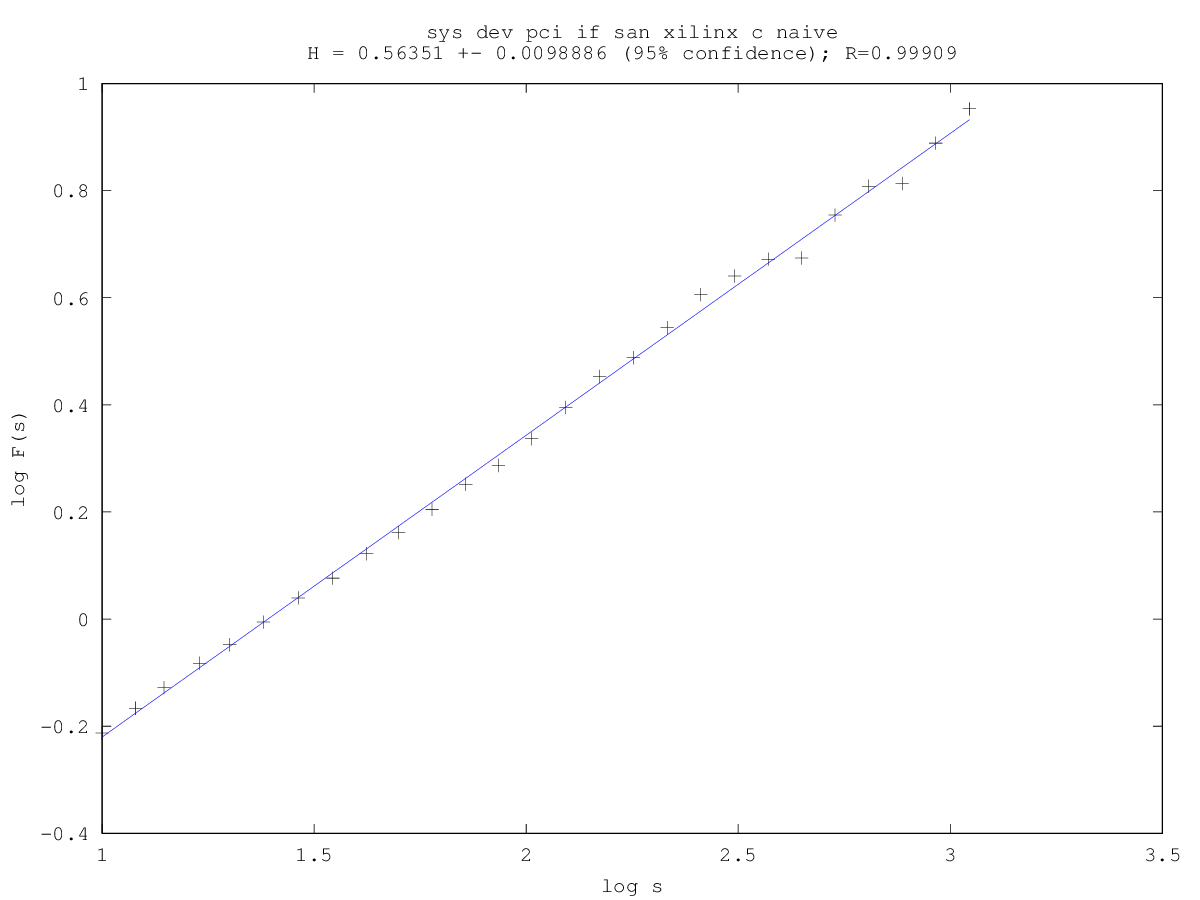 sys dev pci if san xilinx c naive
H = 0.56351 +- 0.0098886 (95% confidence); R=0.99909
1
0.8
0.6
0.4
0.2
0
-0.2
-0.4
log F(s)
1 1.5 2 2.5 3 3.5
log s